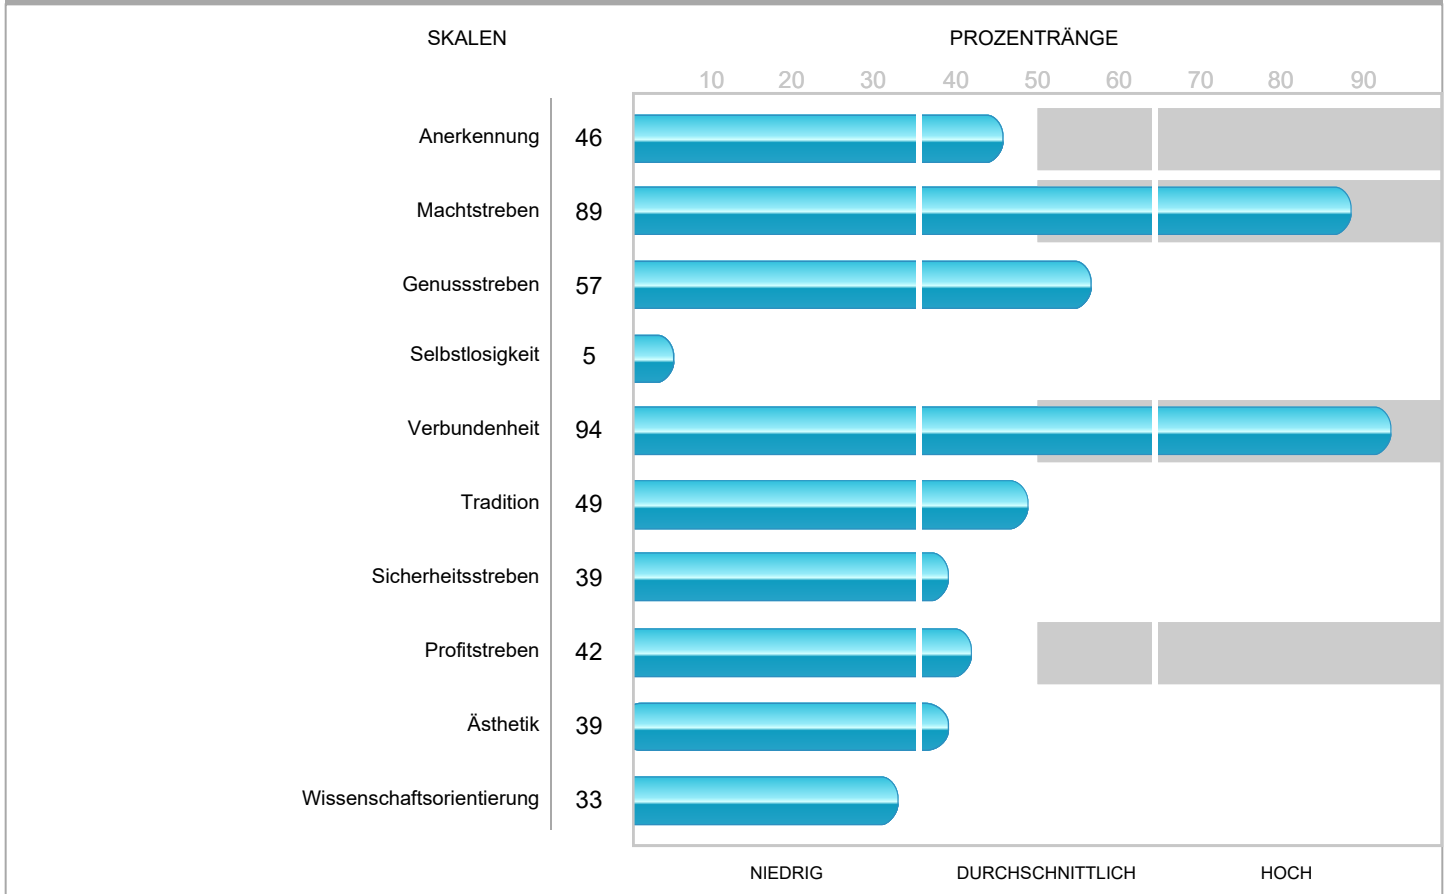 SKALEN PROZENTRÄNGE
10 20 30 40 50 60 70 80 90
Anerkennung 46
Machtstreben 89
Genussstreben 57
Selbstlosigkeit 5
Verbundenheit 94
Tradition 49
Sicherheitsstreben 39
Profitstreben 42
Ästhetik 39
Wissenschaftsorientierung 33
NIEDRIG DURCHSCHNITTLICH HOCH